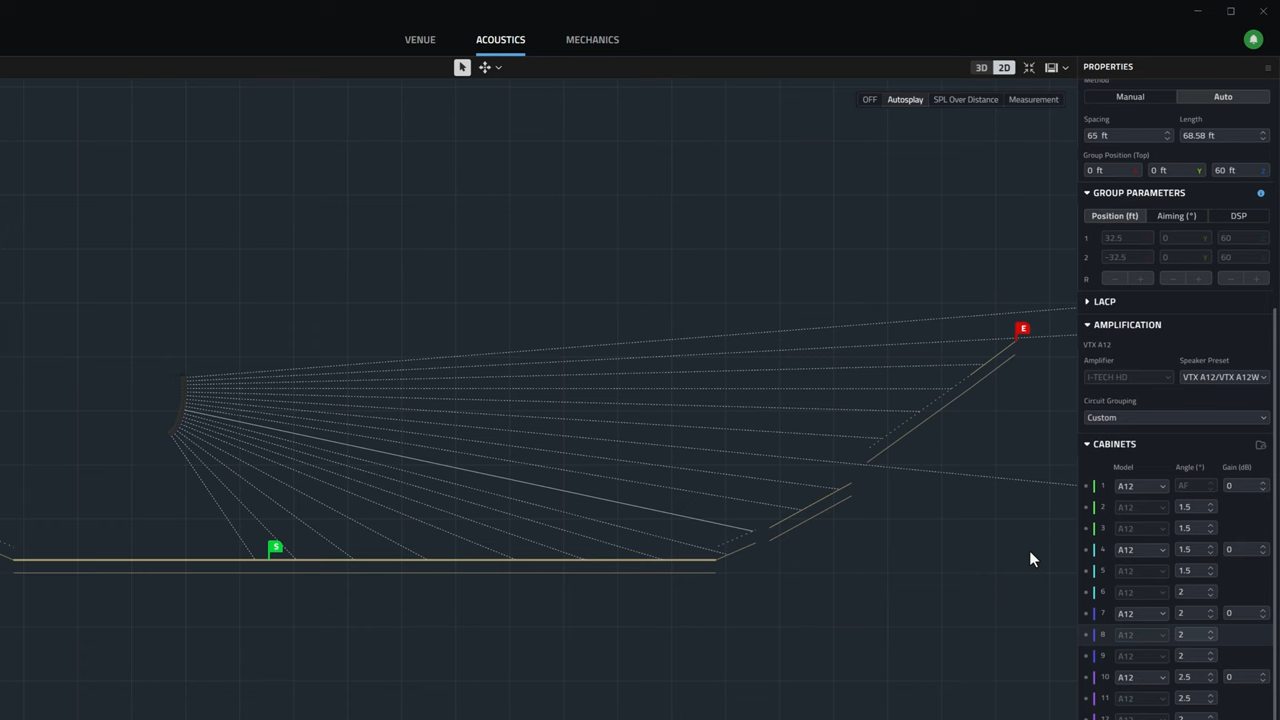 VENUE ACOUSTICS MECHANICS
3D 2D PROPERTIES
OFF Autosplay SPL Over Distance Measurement
Method
Manual Auto
Spacing Length
65 ft 68.58 ft
Group Position (Top)
0 ft 0 ft Y 60 ft Z
GROUP PARAMETERS
Position (ft) Aiming (°) DSP
1 32.5 0 60
2 -32.5 0 60
R − + − + − +
LACP
AMPLIFICATION
VTX A12
Amplifier Speaker Preset
I-TECH HD VTX A12/VTX A12W
Circuit Grouping
Custom
CABINETS
Model Angle (°) Gain (dB)
1 A12 AF 0
2 A12 1.5
3 A12 1.5
4 A12 1.5 0
5 A12 1.5
6 A12 2
7 A12 2 0
8 A12 2
9 A12 2
10 A12 2.5 0
11 A12 2.5
E
S